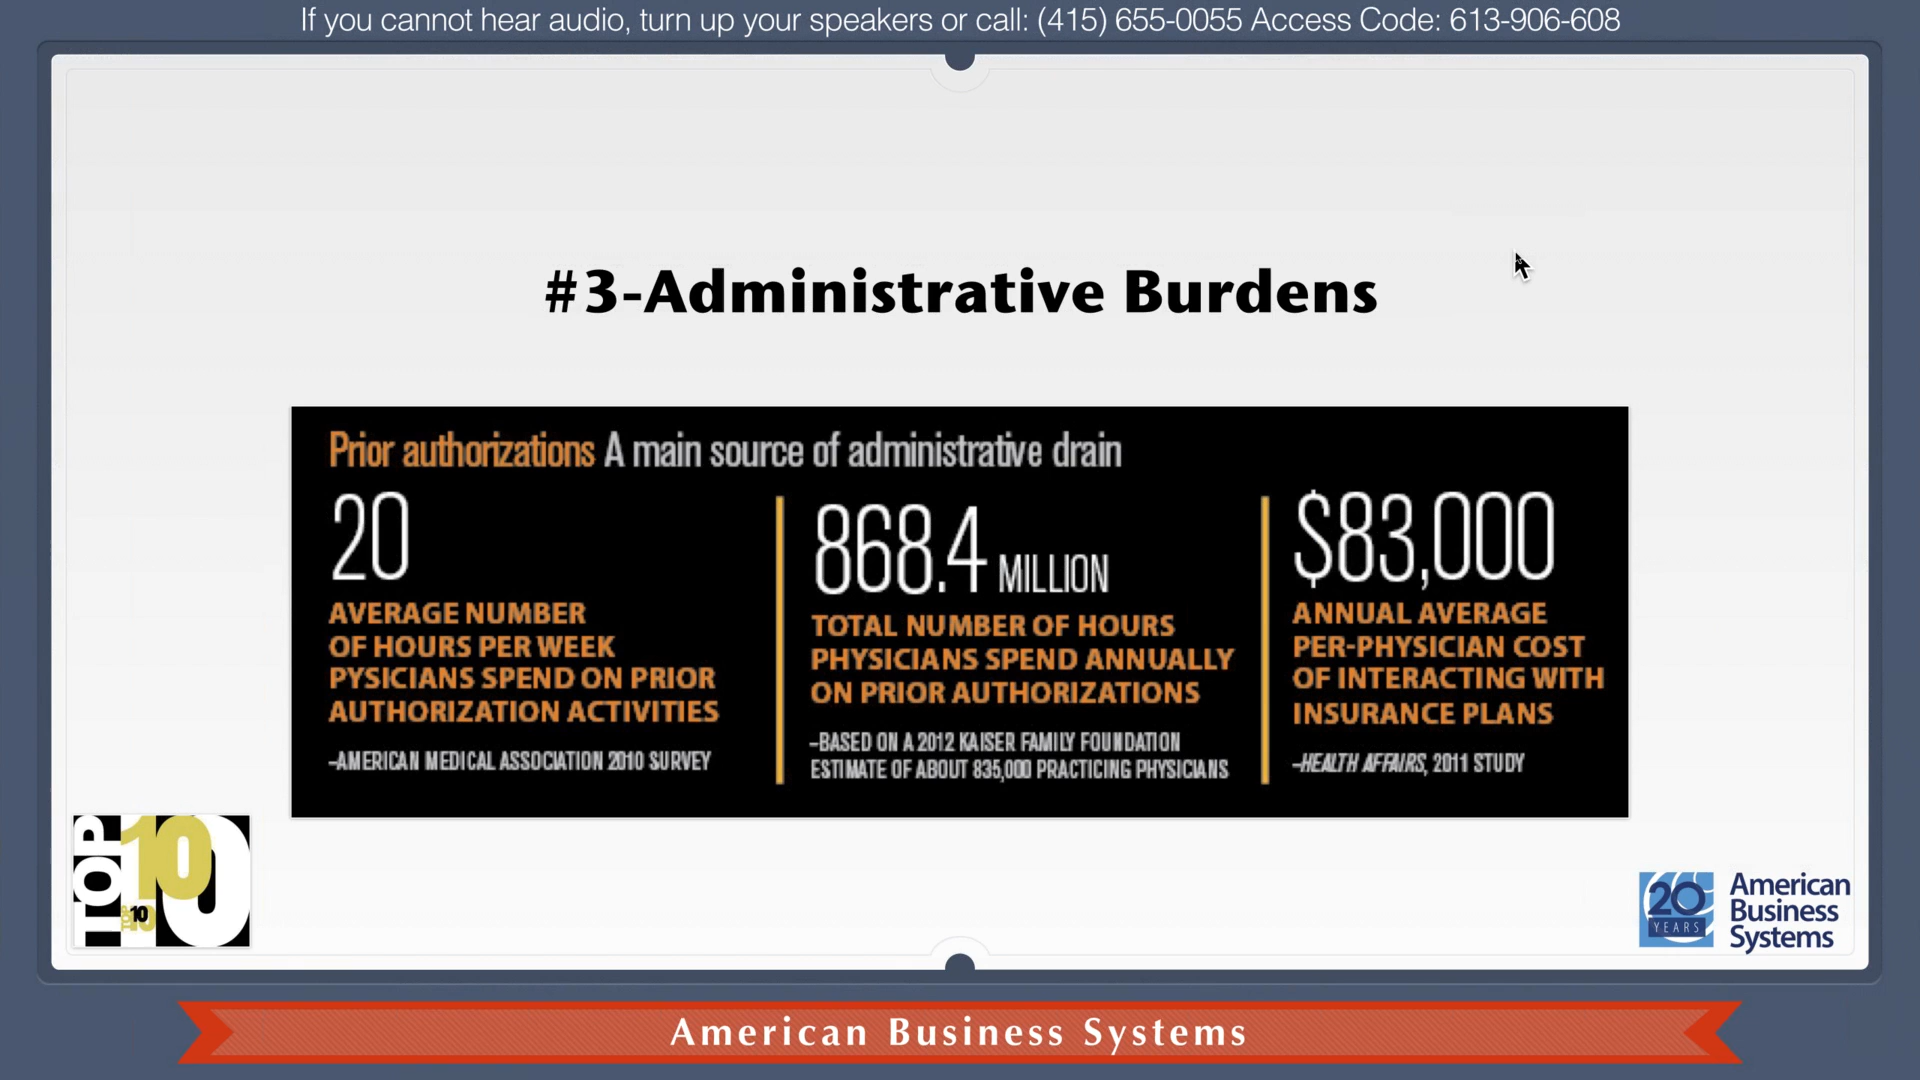 If you cannot hear audio, turn up your speakers or call: (415) 655-0055 Access Code: 613-906-608
#3-Administrative Burdens
Prior authorizations A main source of administrative drain
20
AVERAGE NUMBER
OF HOURS PER WEEK
PYSICIANS SPEND ON PRIOR
AUTHORIZATION ACTIVITIES
–AMERICAN MEDICAL ASSOCIATION 2010 SURVEY
868.4 MILLION
TOTAL NUMBER OF HOURS
PHYSICIANS SPEND ANNUALLY
ON PRIOR AUTHORIZATIONS
–BASED ON A 2012 KAISER FAMILY FOUNDATION
ESTIMATE OF ABOUT 835,000 PRACTICING PHYSICIANS
$83,000
ANNUAL AVERAGE
PER-PHYSICIAN COST
OF INTERACTING WITH
INSURANCE PLANS
–HEALTH AFFAIRS, 2011 STUDY
TOP 10
10
TOP 10
20
YEARS
American
Business
Systems
American Business Systems